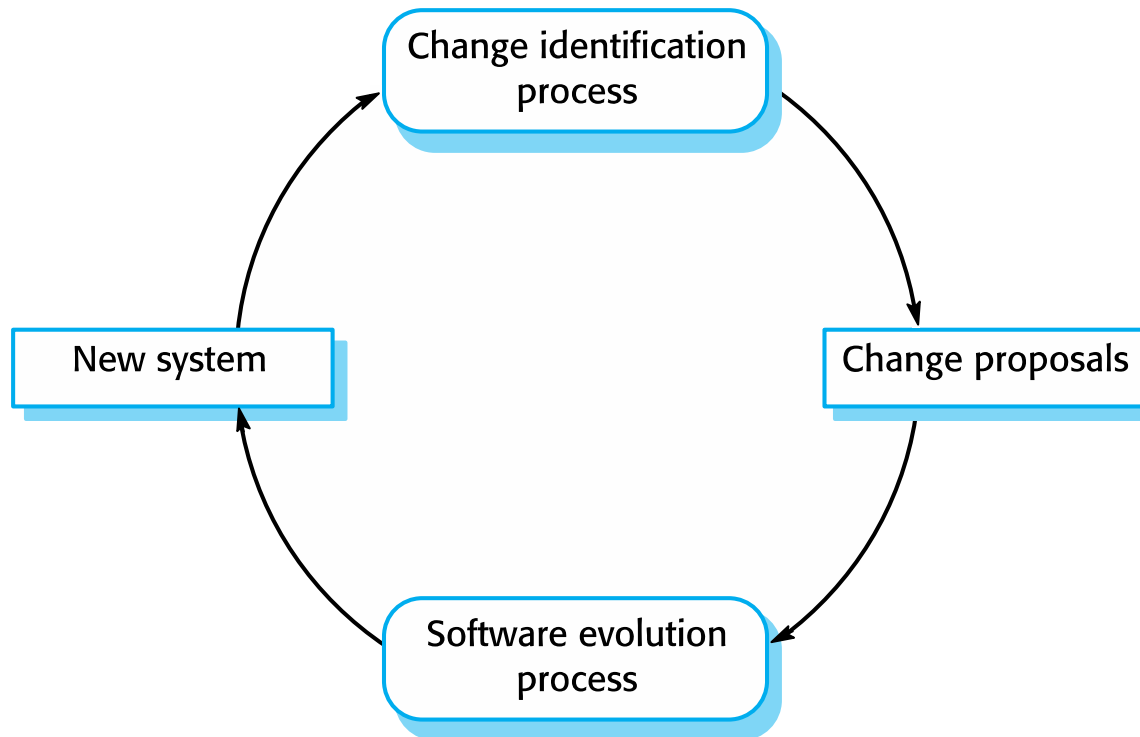 Change identification
process
New system
Change proposals
Software evolution
process